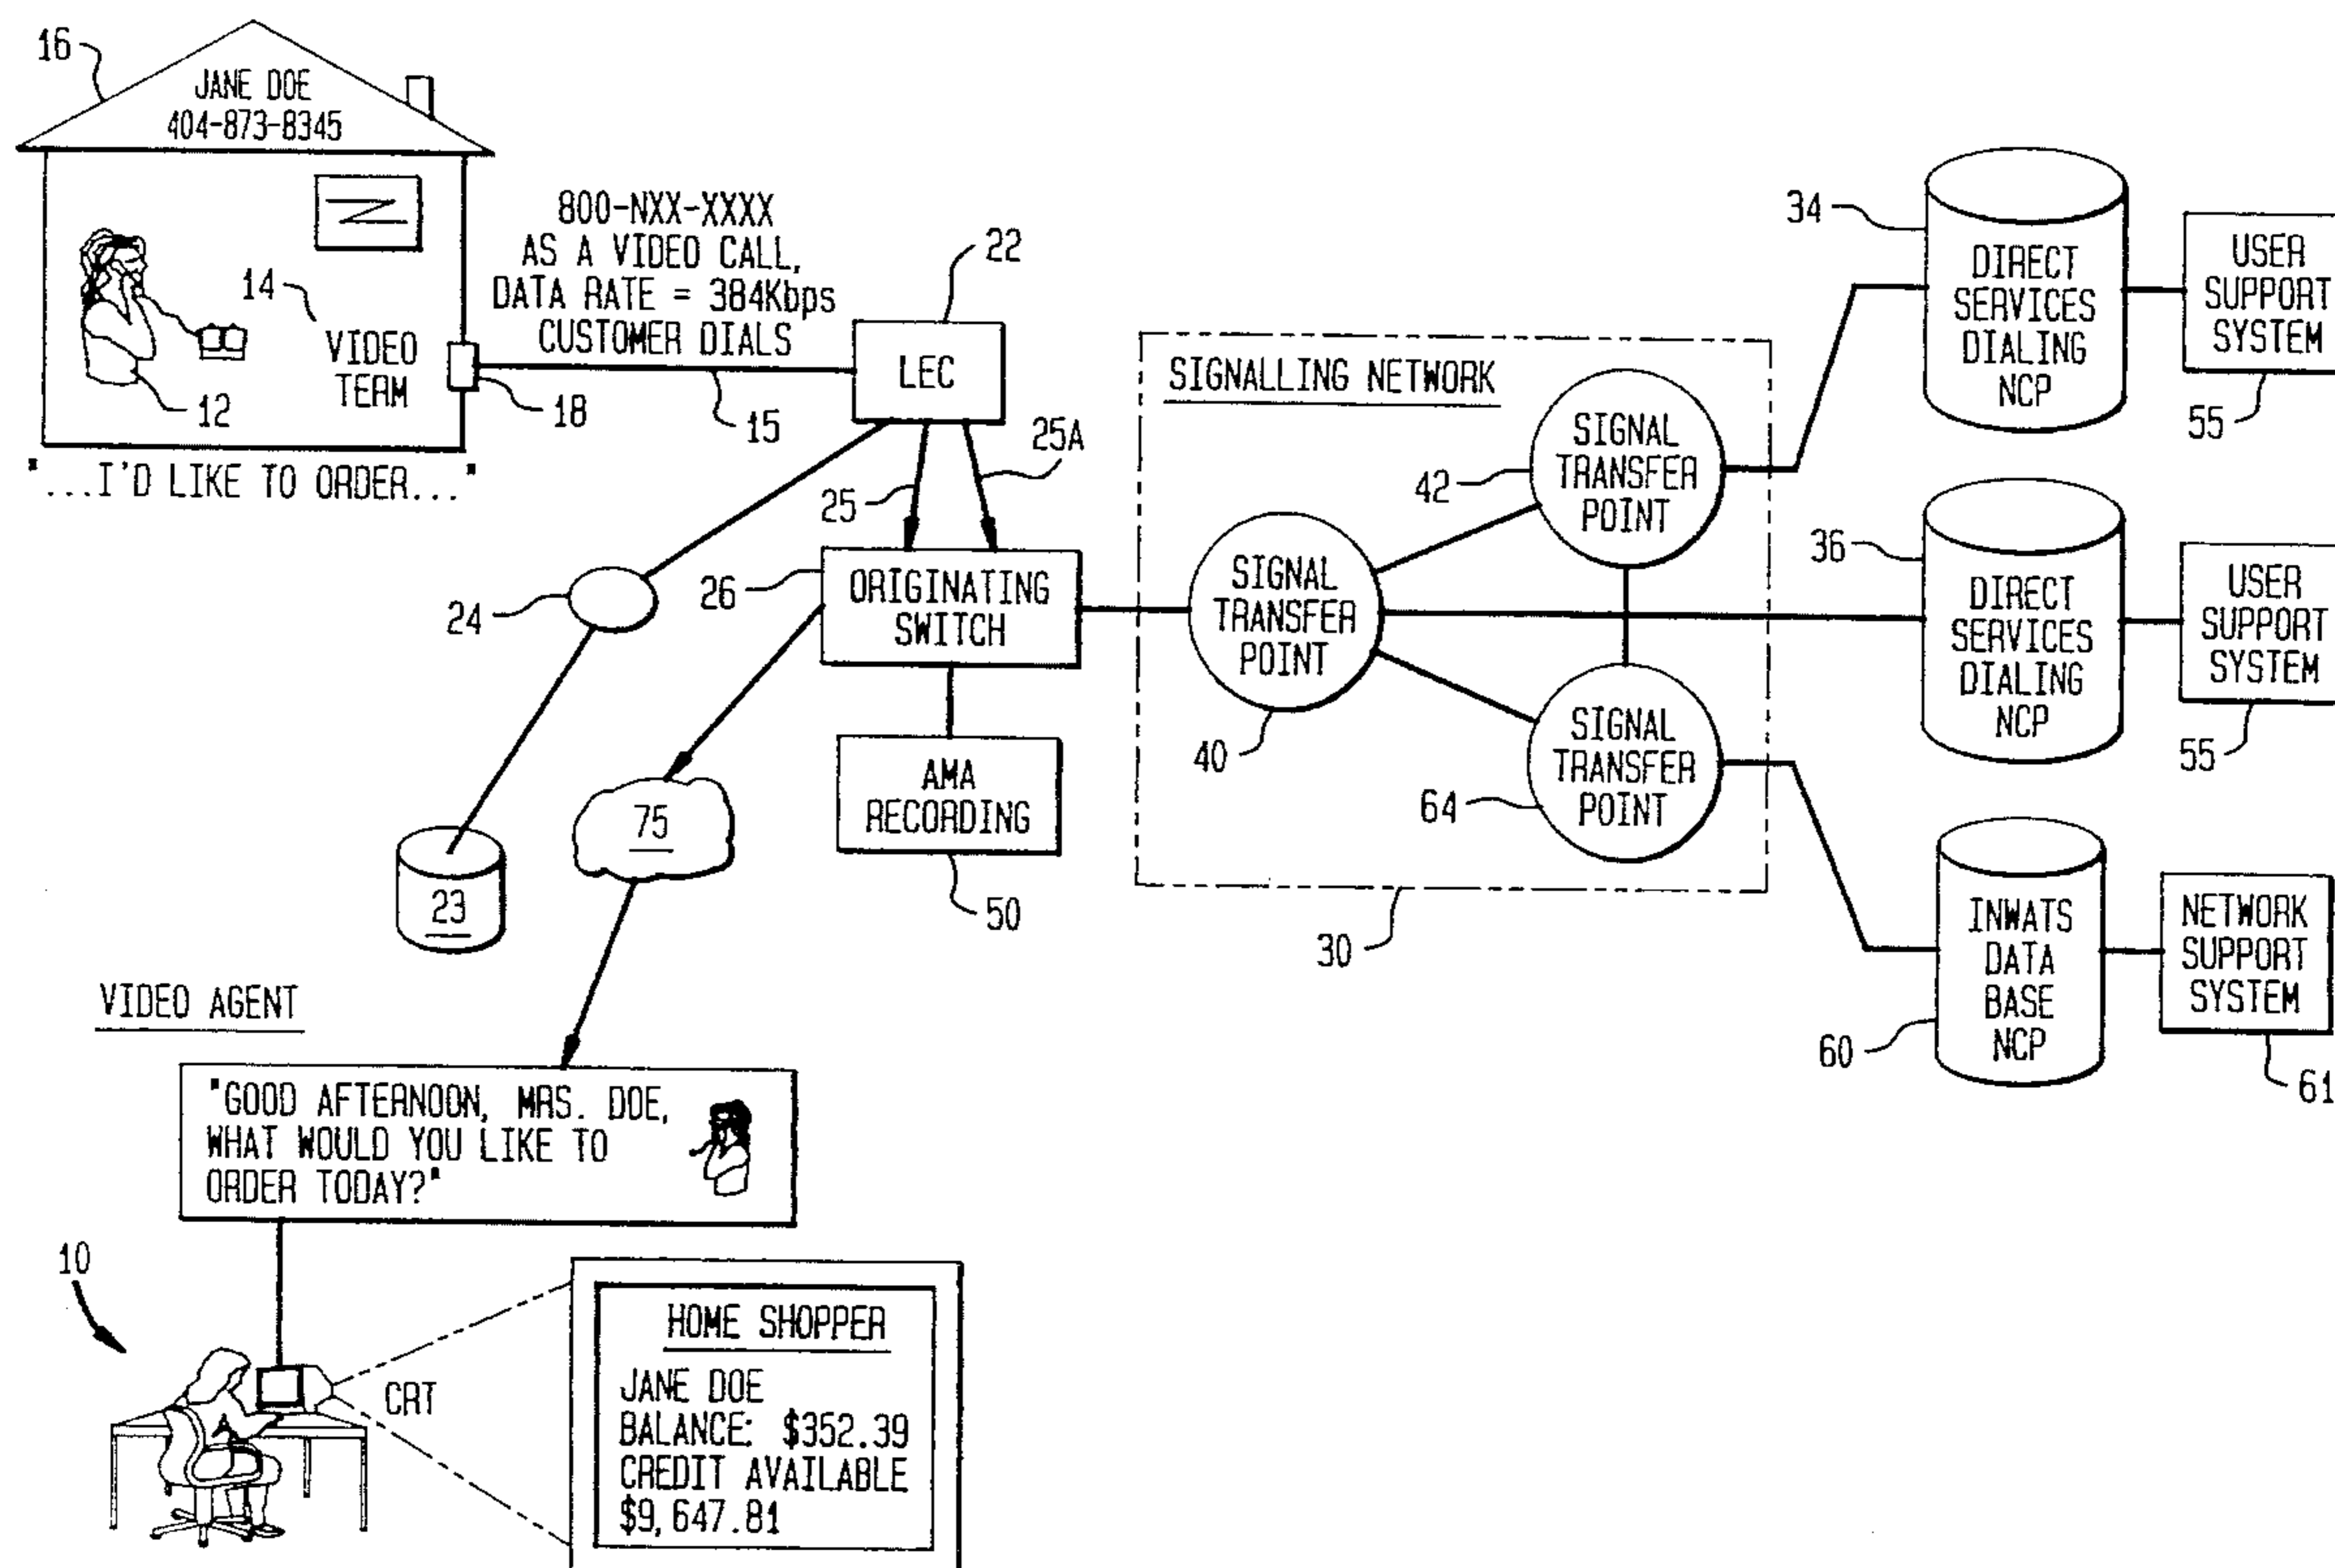 16
JANE DOE
404-873-8345
14
VIDEO
TERM
12
18
"...I'D LIKE TO ORDER..."
800-NXX-XXXX
AS A VIDEO CALL,
DATA RATE = 384Kbps
CUSTOMER DIALS
15
22
LEC
25
25A
24
23
26
ORIGINATING
SWITCH
75
AMA
RECORDING
50
SIGNALLING NETWORK
SIGNAL
TRANSFER
POINT
40
42
SIGNAL
TRANSFER
POINT
64
SIGNAL
TRANSFER
POINT
30
34
DIRECT
SERVICES
DIALING
NCP
USER
SUPPORT
SYSTEM
55
36
DIRECT
SERVICES
DIALING
NCP
USER
SUPPORT
SYSTEM
55
60
INWATS
DATA
BASE
NCP
NETWORK
SUPPORT
SYSTEM
61
VIDEO AGENT
"GOOD AFTERNOON, MRS. DOE,
WHAT WOULD YOU LIKE TO
ORDER TODAY?"
10
CRT
HOME SHOPPER
JANE DOE
BALANCE: $352.39
CREDIT AVAILABLE
$9,647.81